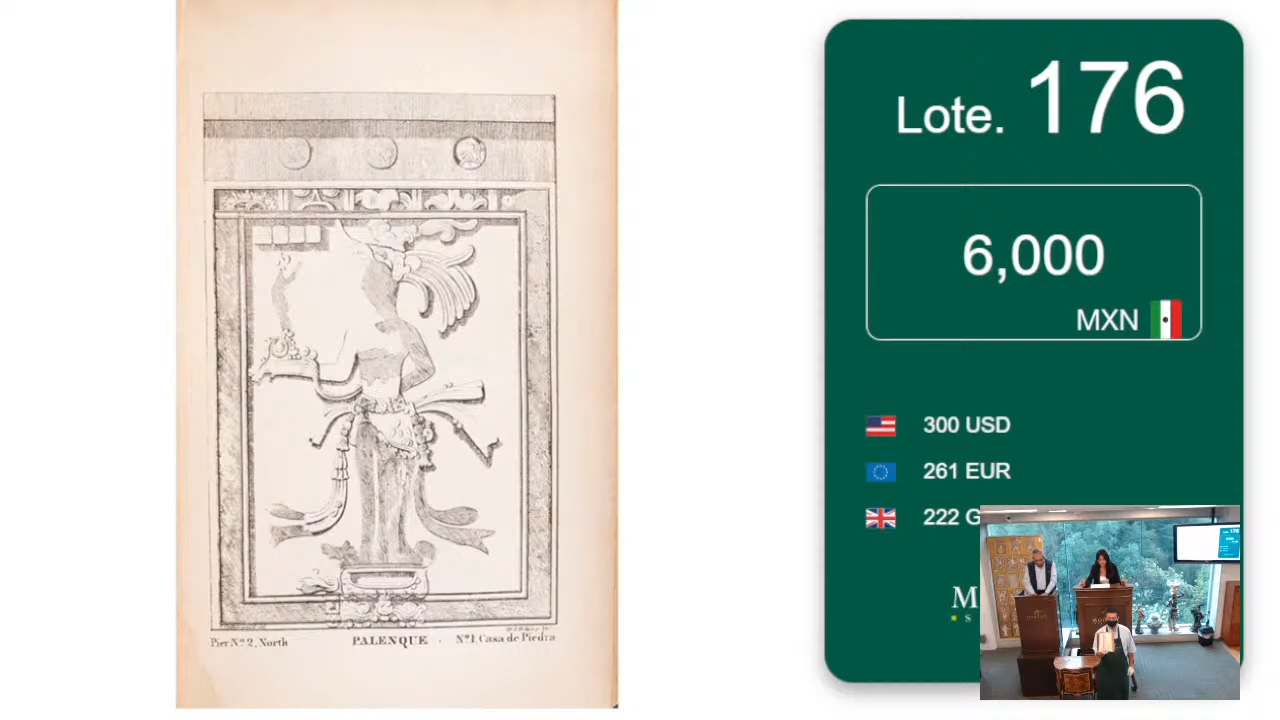 Pier Nº. 2, North
PALENQUE
Nº. 1, Casa de Piedra
Lote. 176
6,000
MXN
300 USD
261 EUR
222 G
M
S